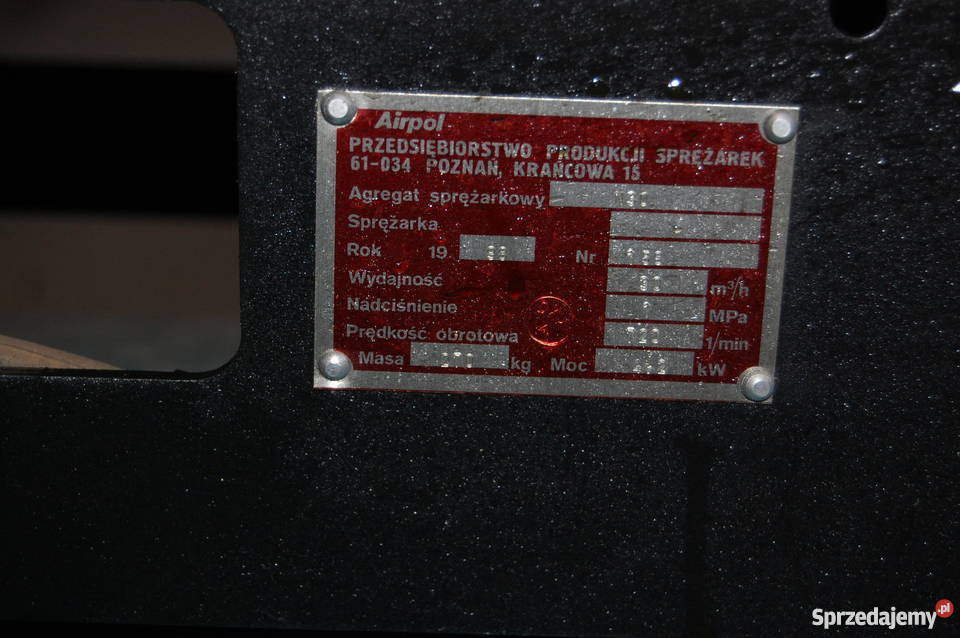 Airpol
PRZEDSIĘBIORSTWO PRODUKCJI SPRĘŻAREK
61-034 POZNAŃ, KRAŃCOWA 15
Agregat sprężarkowy
Sprężarka
Rok 19 Nr
Wydajność m³/h
Nadciśnienie MPa
Prędkość obrotowa 1/min
Masa kg Moc kW
Sprzedajemy.pl